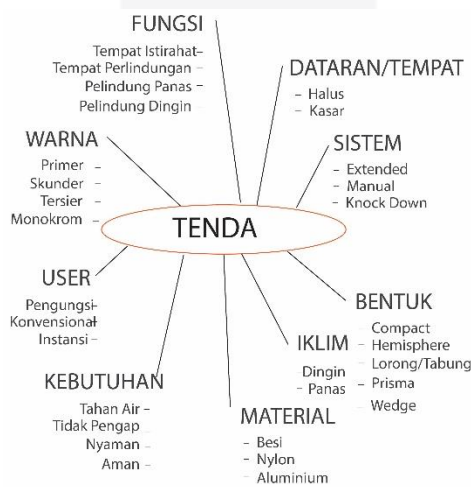 FUNGSI
Tempat Istirahat–
Tempat Perlindungan –
Pelindung Panas –
Pelindung Dingin –
DATARAN/TEMPAT
– Halus
– Kasar
WARNA
Primer –
Skunder –
Tersier –
Monokrom –
SISTEM
– Extended
– Manual
– Knock Down
TENDA
USER
Pengungsi–
Konvensional–
Instansi –
BENTUK
– Compact
– Hemisphere
– Lorong/Tabung
– Prisma
– Wedge
IKLIM
Dingin
– Panas
KEBUTUHAN
Tahan Air –
Tidak Pengap
Nyaman –
Aman –
MATERIAL
– Besi
– Nylon
– Aluminium